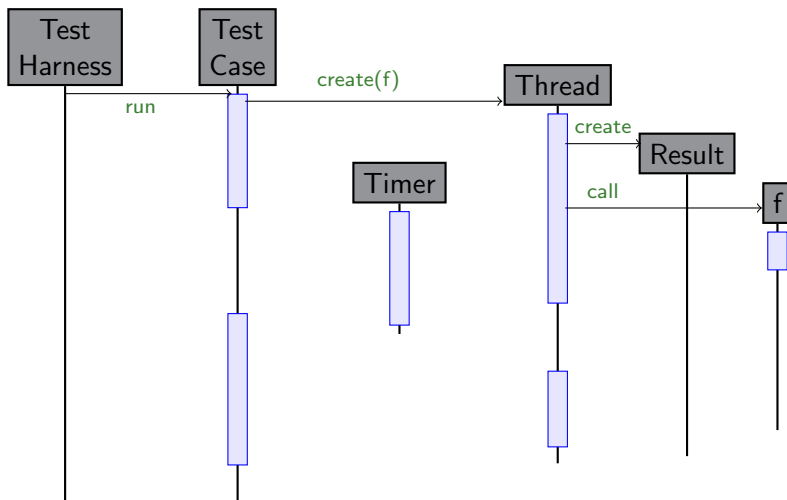 Test
Harness
Test
Case
create(f)
run
Thread
create
Result
Timer
call
f